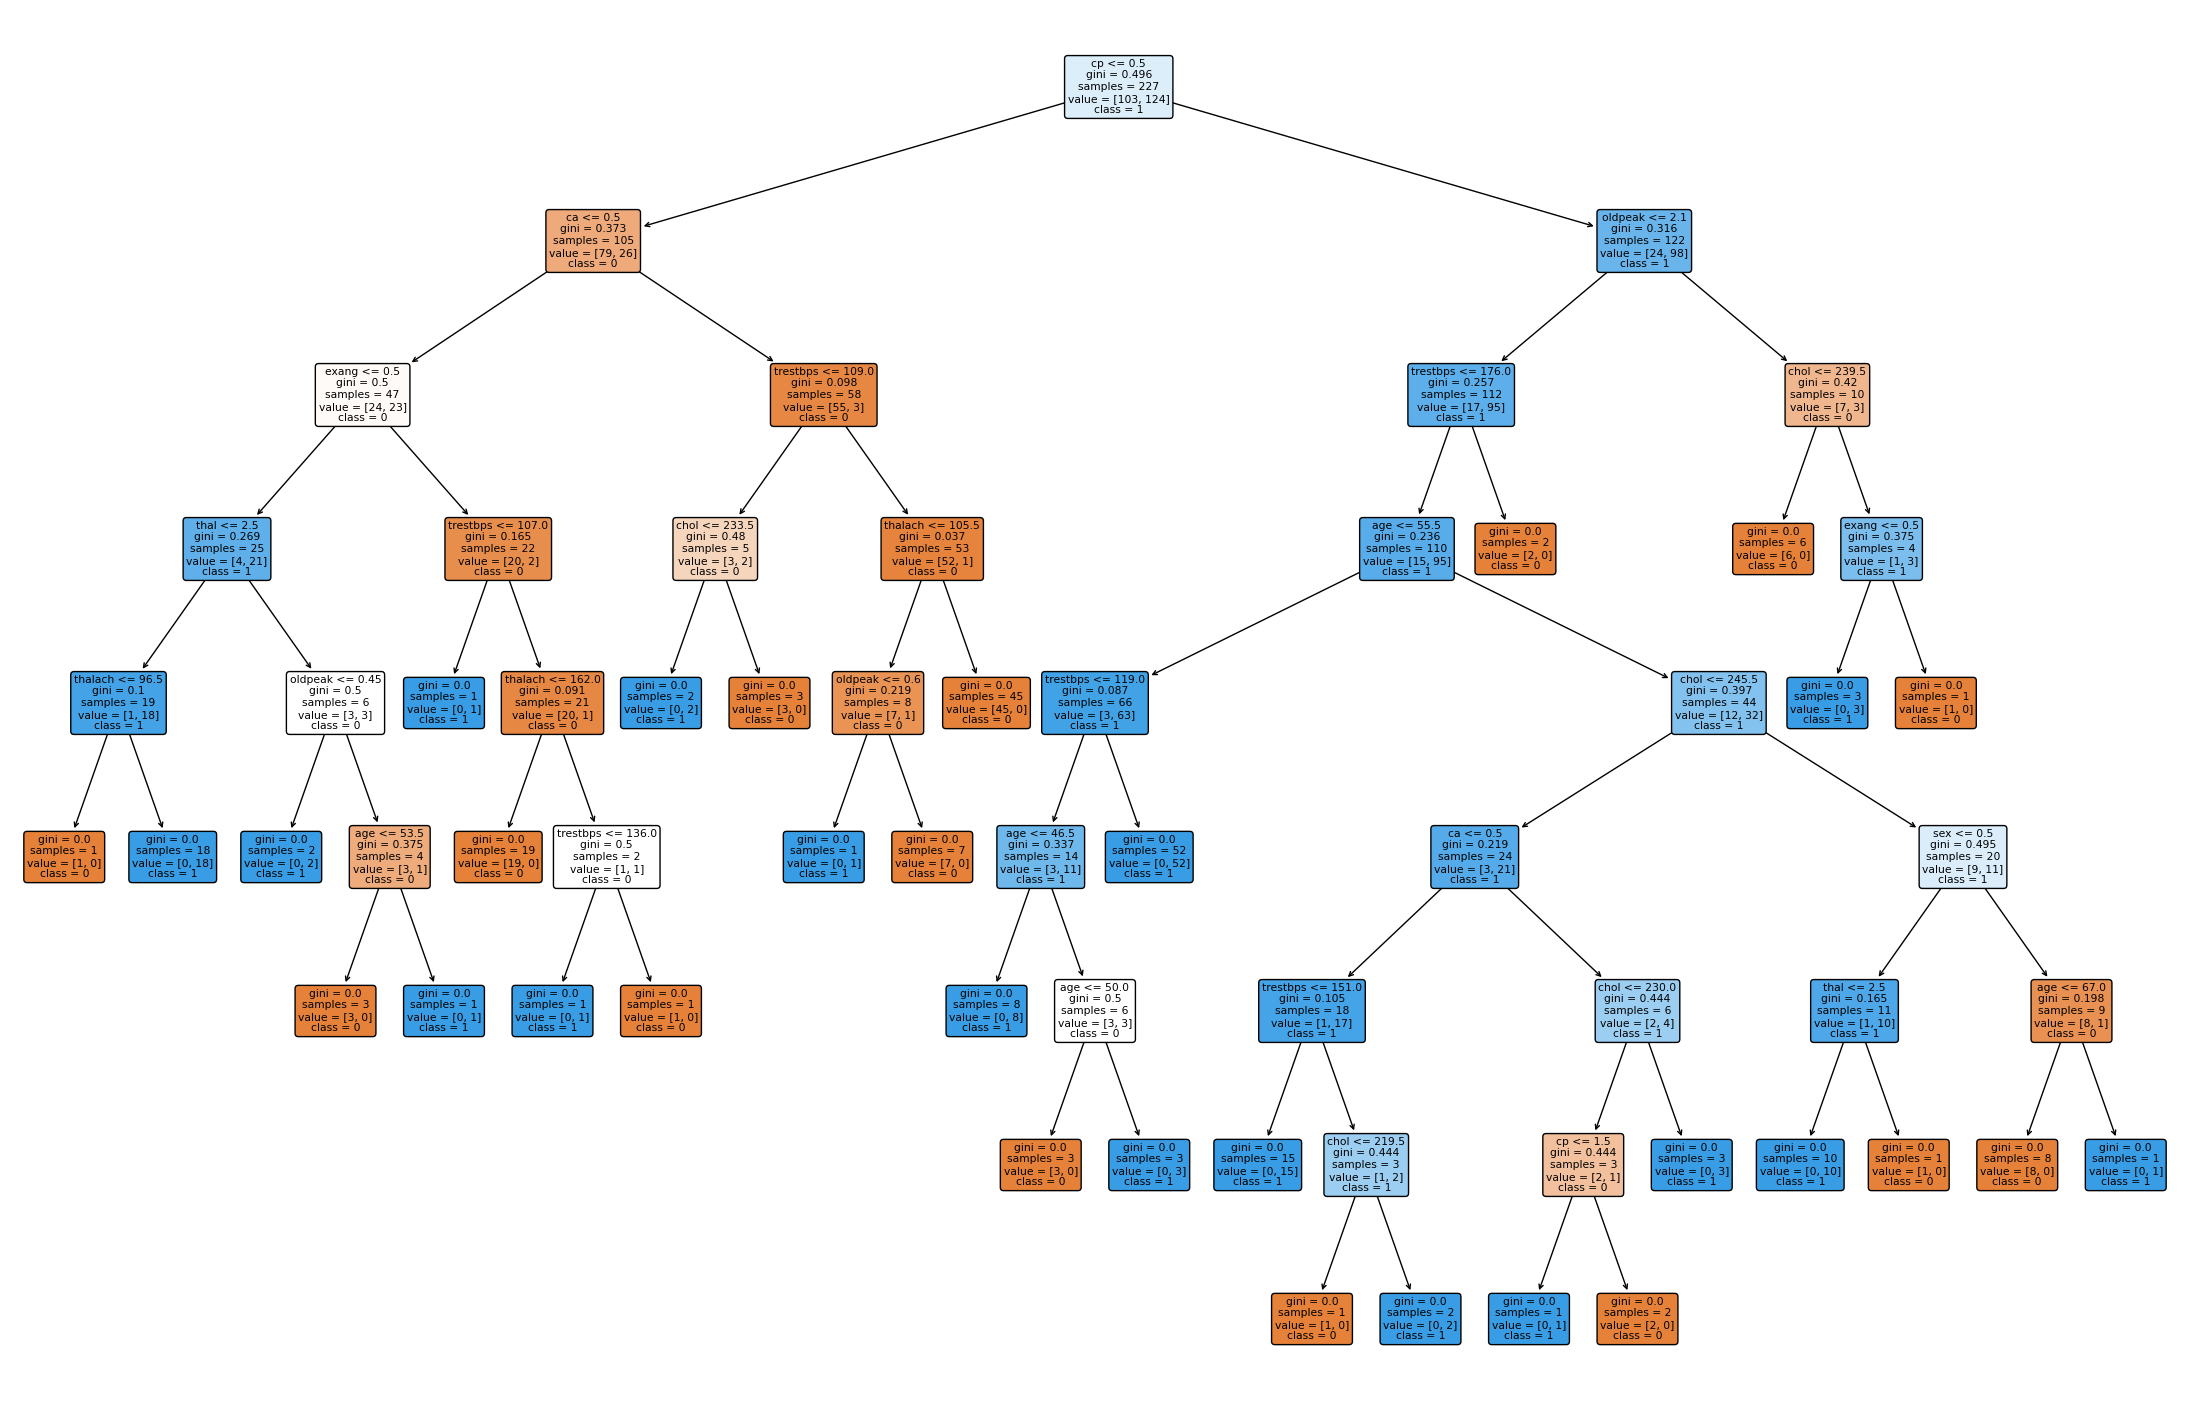 cp <= 0.5
gini = 0.496
samples = 227
value = [103, 124]
class = 1
ca <= 0.5
gini = 0.373
samples = 105
value = [79, 26]
class = 0
oldpeak <= 2.1
gini = 0.316
samples = 122
value = [24, 98]
class = 1
exang <= 0.5
gini = 0.5
samples = 47
value = [24, 23]
class = 0
trestbps <= 109.0
gini = 0.098
samples = 58
value = [55, 3]
class = 0
trestbps <= 176.0
gini = 0.257
samples = 112
value = [17, 95]
class = 1
chol <= 239.5
gini = 0.42
samples = 10
value = [7, 3]
class = 0
thal <= 2.5
gini = 0.269
samples = 25
value = [4, 21]
class = 1
trestbps <= 107.0
gini = 0.165
samples = 22
value = [20, 2]
class = 0
chol <= 233.5
gini = 0.48
samples = 5
value = [3, 2]
class = 0
thalach <= 105.5
gini = 0.037
samples = 53
value = [52, 1]
class = 0
age <= 55.5
gini = 0.236
samples = 110
value = [15, 95]
class = 1
gini = 0.0
samples = 2
value = [2, 0]
class = 0
gini = 0.0
samples = 6
value = [6, 0]
class = 0
exang <= 0.5
gini = 0.375
samples = 4
value = [1, 3]
class = 1
thalach <= 96.5
gini = 0.1
samples = 19
value = [1, 18]
class = 1
oldpeak <= 0.45
gini = 0.5
samples = 6
value = [3, 3]
class = 0
gini = 0.0
samples = 1
value = [0, 1]
class = 1
thalach <= 162.0
gini = 0.091
samples = 21
value = [20, 1]
class = 0
gini = 0.0
samples = 2
value = [0, 2]
class = 1
gini = 0.0
samples = 3
value = [3, 0]
class = 0
oldpeak <= 0.6
gini = 0.219
samples = 8
value = [7, 1]
class = 0
gini = 0.0
samples = 45
value = [45, 0]
class = 0
trestbps <= 119.0
gini = 0.087
samples = 66
value = [3, 63]
class = 1
chol <= 245.5
gini = 0.397
samples = 44
value = [12, 32]
class = 1
gini = 0.0
samples = 3
value = [0, 3]
class = 1
gini = 0.0
samples = 1
value = [1, 0]
class = 0
gini = 0.0
samples = 1
value = [1, 0]
class = 0
gini = 0.0
samples = 18
value = [0, 18]
class = 1
gini = 0.0
samples = 2
value = [0, 2]
class = 1
age <= 53.5
gini = 0.375
samples = 4
value = [3, 1]
class = 0
gini = 0.0
samples = 19
value = [19, 0]
class = 0
trestbps <= 136.0
gini = 0.5
samples = 2
value = [1, 1]
class = 0
gini = 0.0
samples = 1
value = [0, 1]
class = 1
gini = 0.0
samples = 7
value = [7, 0]
class = 0
age <= 46.5
gini = 0.337
samples = 14
value = [3, 11]
class = 1
gini = 0.0
samples = 52
value = [0, 52]
class = 1
ca <= 0.5
gini = 0.219
samples = 24
value = [3, 21]
class = 1
sex <= 0.5
gini = 0.495
samples = 20
value = [9, 11]
class = 1
gini = 0.0
samples = 3
value = [3, 0]
class = 0
gini = 0.0
samples = 1
value = [0, 1]
class = 1
gini = 0.0
samples = 1
value = [0, 1]
class = 1
gini = 0.0
samples = 1
value = [1, 0]
class = 0
gini = 0.0
samples = 8
value = [0, 8]
class = 1
age <= 50.0
gini = 0.5
samples = 6
value = [3, 3]
class = 0
trestbps <= 151.0
gini = 0.105
samples = 18
value = [1, 17]
class = 1
chol <= 230.0
gini = 0.444
samples = 6
value = [2, 4]
class = 1
thal <= 2.5
gini = 0.165
samples = 11
value = [1, 10]
class = 1
age <= 67.0
gini = 0.198
samples = 9
value = [8, 1]
class = 0
gini = 0.0
samples = 3
value = [3, 0]
class = 0
gini = 0.0
samples = 3
value = [0, 3]
class = 1
gini = 0.0
samples = 15
value = [0, 15]
class = 1
chol <= 219.5
gini = 0.444
samples = 3
value = [1, 2]
class = 1
cp <= 1.5
gini = 0.444
samples = 3
value = [2, 1]
class = 0
gini = 0.0
samples = 3
value = [0, 3]
class = 1
gini = 0.0
samples = 10
value = [0, 10]
class = 1
gini = 0.0
samples = 1
value = [1, 0]
class = 0
gini = 0.0
samples = 8
value = [8, 0]
class = 0
gini = 0.0
samples = 1
value = [0, 1]
class = 1
gini = 0.0
samples = 1
value = [1, 0]
class = 0
gini = 0.0
samples = 2
value = [0, 2]
class = 1
gini = 0.0
samples = 1
value = [0, 1]
class = 1
gini = 0.0
samples = 2
value = [2, 0]
class = 0